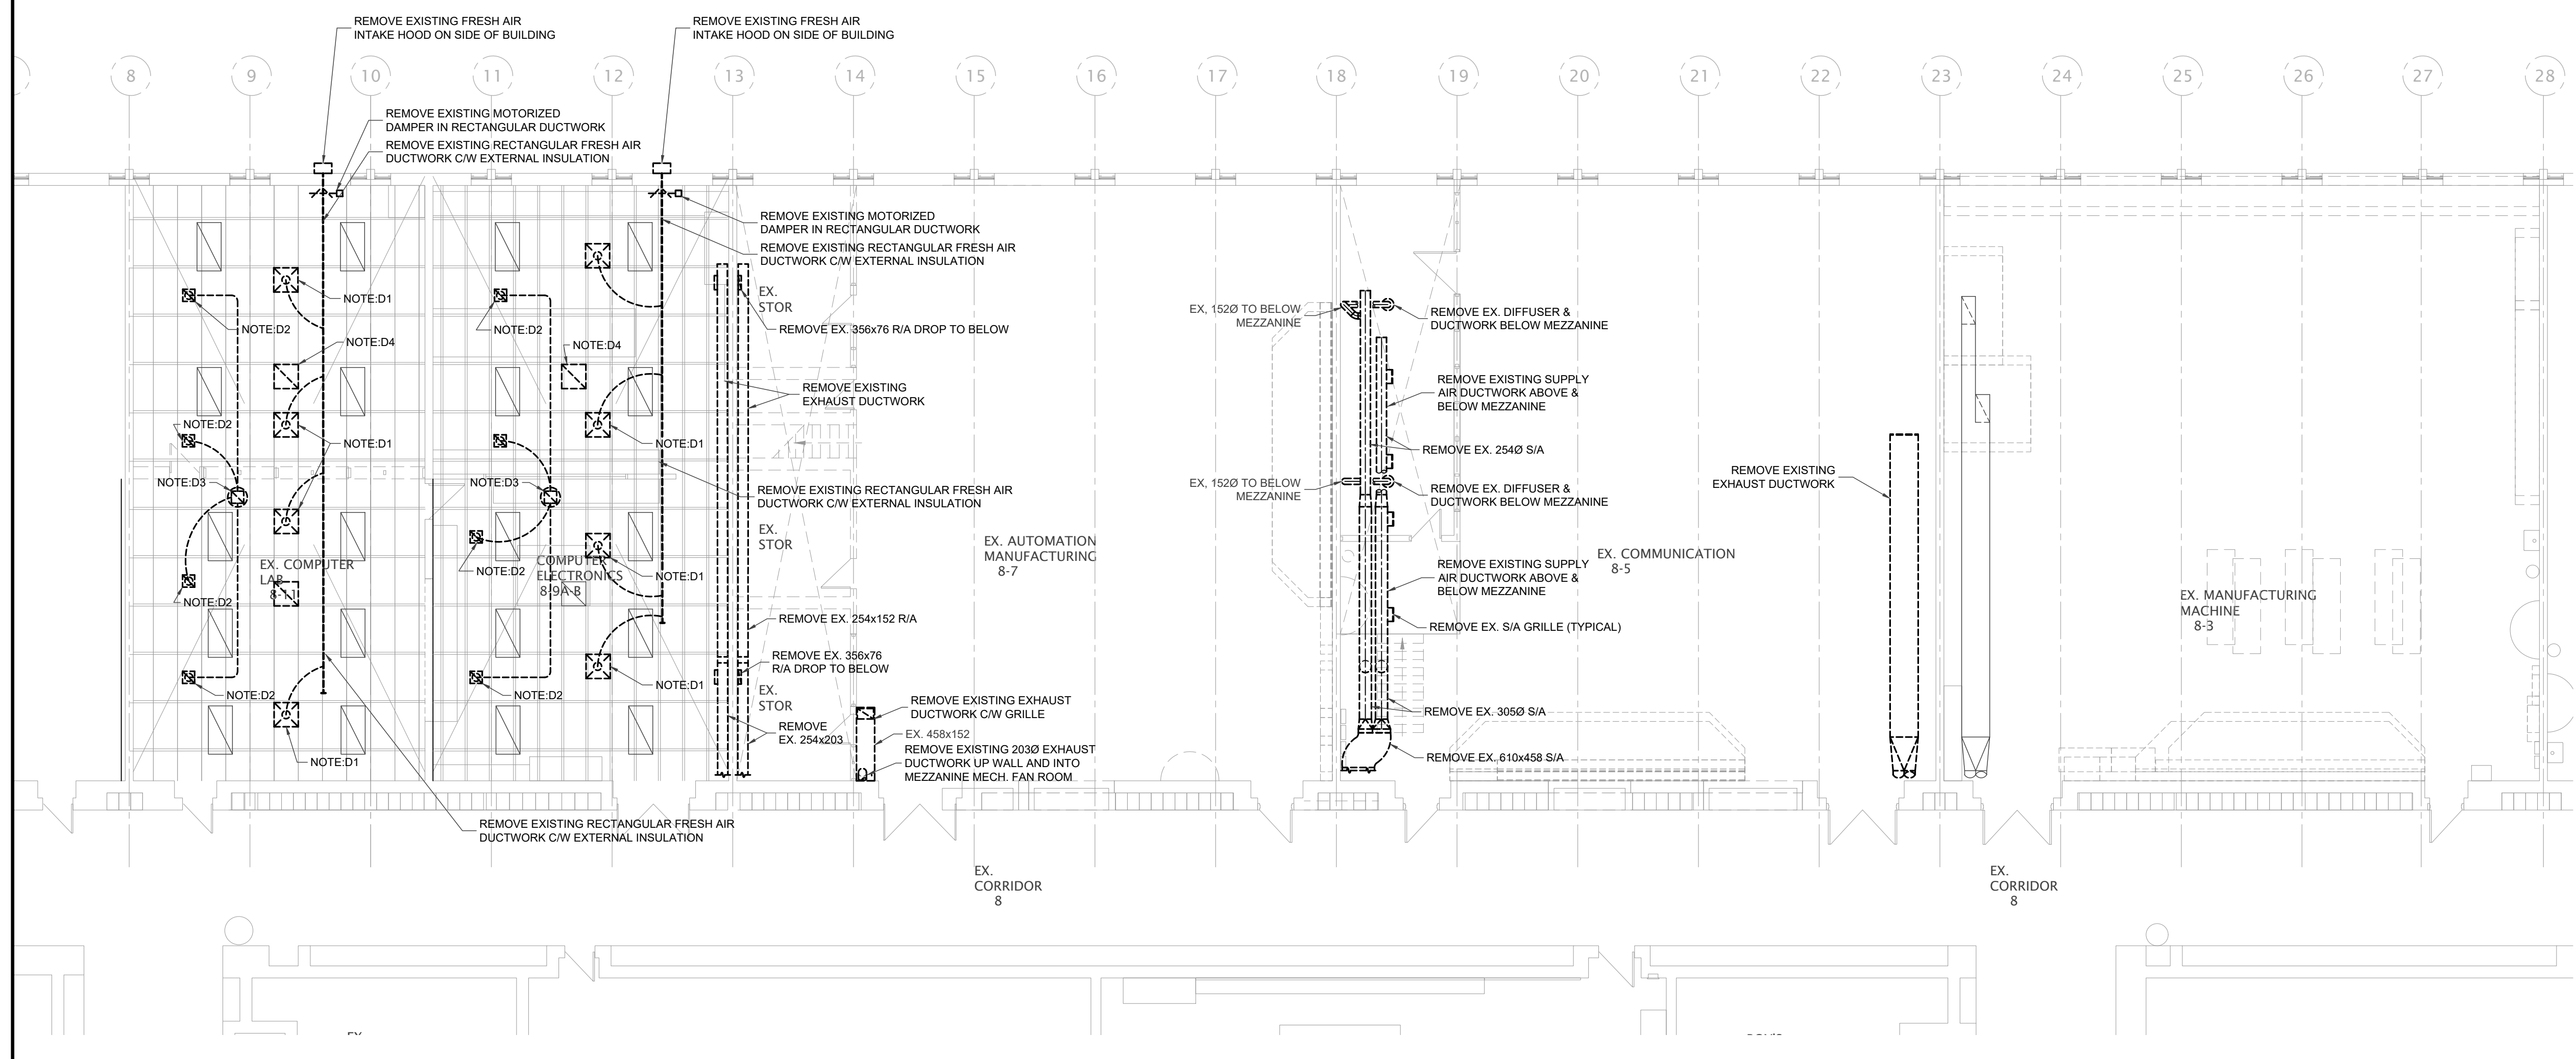 REMOVE EXISTING FRESH AIR
INTAKE HOOD ON SIDE OF BUILDING
REMOVE EXISTING FRESH AIR
INTAKE HOOD ON SIDE OF BUILDING
8
9
10
11
12
13
14
15
16
17
18
19
20
21
22
23
24
25
26
27
28
REMOVE EXISTING MOTORIZED
DAMPER IN RECTANGULAR DUCTWORK
REMOVE EXISTING RECTANGULAR FRESH AIR
DUCTWORK C/W EXTERNAL INSULATION
REMOVE EXISTING MOTORIZED
DAMPER IN RECTANGULAR DUCTWORK
REMOVE EXISTING RECTANGULAR FRESH AIR
DUCTWORK C/W EXTERNAL INSULATION
NOTE:D1
NOTE:D2
NOTE:D4
NOTE:D2
NOTE:D1
NOTE:D3
EX. COMPUTER
LAB
8-11
NOTE:D2
NOTE:D2
NOTE:D1
NOTE:D2
NOTE:D4
NOTE:D1
NOTE:D3
COMPUTER
ELECTRONICS
8-9A-B
NOTE:D2
NOTE:D1
NOTE:D2
NOTE:D1
EX.
STOR
REMOVE EX. 356x76 R/A DROP TO BELOW
REMOVE EXISTING
EXHAUST DUCTWORK
REMOVE EXISTING RECTANGULAR FRESH AIR
DUCTWORK C/W EXTERNAL INSULATION
EX.
STOR
REMOVE EX. 254x152 R/A
REMOVE EX. 356x76
R/A DROP TO BELOW
EX.
STOR
REMOVE
EX. 254x203
REMOVE EXISTING EXHAUST
DUCTWORK C/W GRILLE
EX. 458x152
REMOVE EXISTING 203Ø EXHAUST
DUCTWORK UP WALL AND INTO
MEZZANINE MECH. FAN ROOM
REMOVE EXISTING RECTANGULAR FRESH AIR
DUCTWORK C/W EXTERNAL INSULATION
EX. AUTOMATION
MANUFACTURING
8-7
EX, 152Ø TO BELOW
MEZZANINE
REMOVE EX. DIFFUSER &
DUCTWORK BELOW MEZZANINE
REMOVE EXISTING SUPPLY
AIR DUCTWORK ABOVE &
BELOW MEZZANINE
REMOVE EX. 254Ø S/A
EX, 152Ø TO BELOW
MEZZANINE
REMOVE EX. DIFFUSER &
DUCTWORK BELOW MEZZANINE
REMOVE EXISTING SUPPLY
AIR DUCTWORK ABOVE &
BELOW MEZZANINE
REMOVE EX. S/A GRILLE (TYPICAL)
REMOVE EX. 305Ø S/A
REMOVE EX. 610x458 S/A
EX. COMMUNICATION
8-5
REMOVE EXISTING
EXHAUST DUCTWORK
EX. MANUFACTURING
MACHINE
8-3
EX.
CORRIDOR
8
EX.
CORRIDOR
8